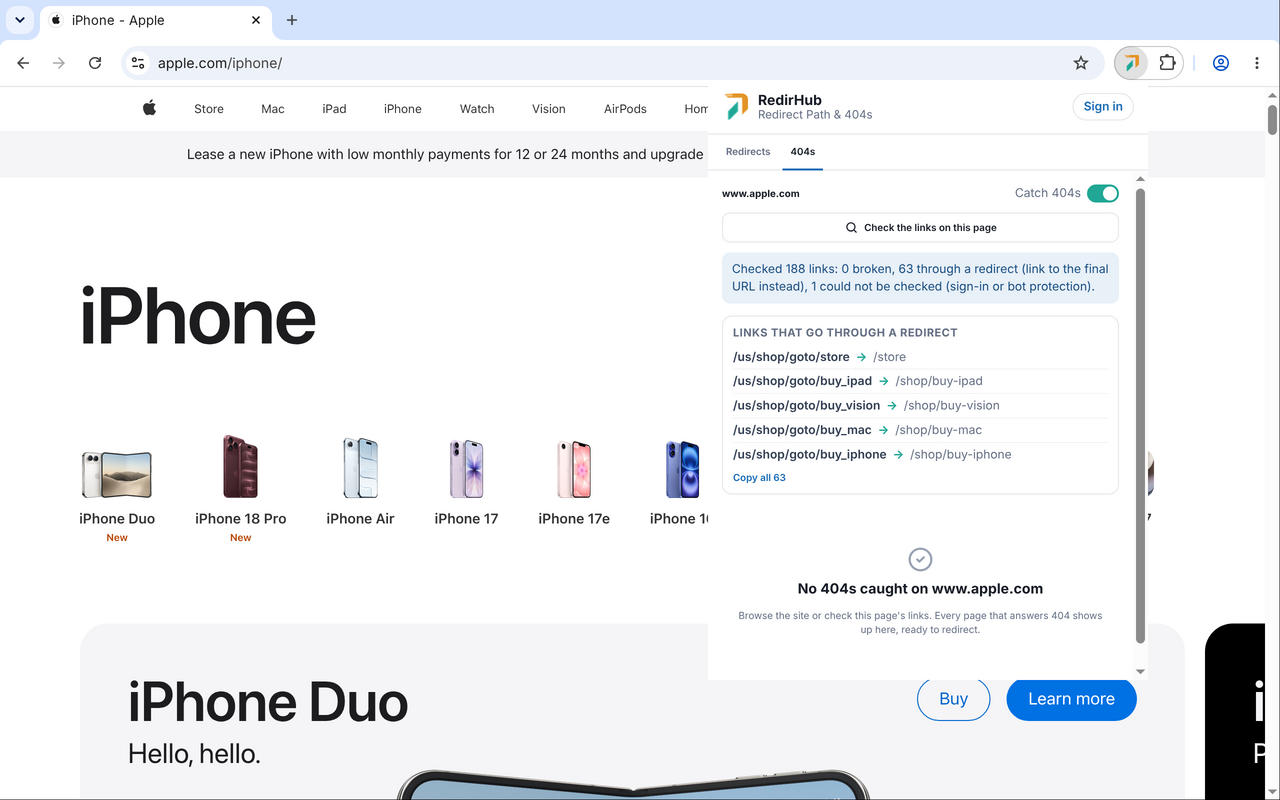 iPhone - Apple
apple.com/iphone/
Store
Mac
iPad
iPhone
Watch
Vision
AirPods
Lease a new iPhone with low monthly payments for 12 or 24 months and upgrade
iPhone
iPhone Duo
New
iPhone 18 Pro
New
iPhone Air
iPhone 17
iPhone 17e
iPhone
iPhone Duo
Hello, hello.
Buy
Learn more
RedirHub
Redirect Path & 404s
Sign in
Redirects
404s
www.apple.com
Catch 404s
Check the links on this page
Checked 188 links: 0 broken, 63 through a redirect (link to the final
URL instead), 1 could not be checked (sign-in or bot protection).
LINKS THAT GO THROUGH A REDIRECT
/us/shop/goto/store → /store
/us/shop/goto/buy_ipad → /shop/buy-ipad
/us/shop/goto/buy_vision → /shop/buy-vision
/us/shop/goto/buy_mac → /shop/buy-mac
/us/shop/goto/buy_iphone → /shop/buy-iphone
Copy all 63
No 404s caught on www.apple.com
Browse the site or check this page's links. Every page that answers 404 shows
up here, ready to redirect.